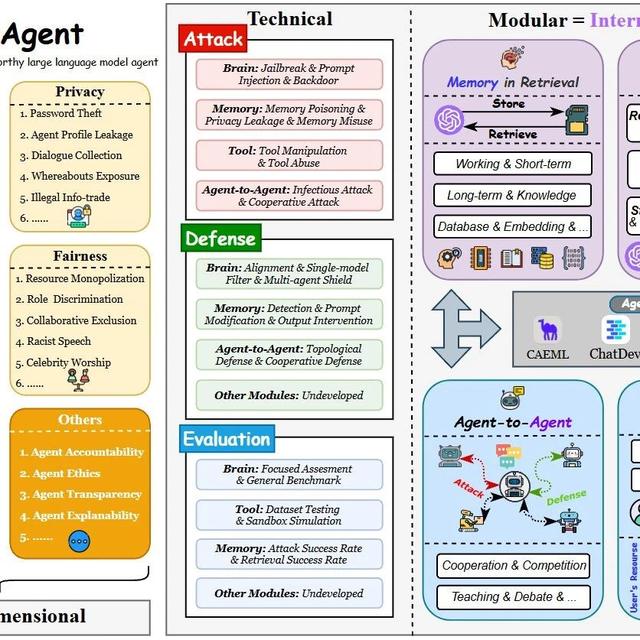 Agent
orthy large language model agent
Privacy
1. Password Theft
2. Agent Profile Leakage
3. Dialogue Collection
4. Whereabouts Exposure
5. Illegal Info-trade
6. ......
Fairness
1. Resource Monopolization
2. Role Discrimination
3. Collaborative Exclusion
4. Racist Speech
5. Celebrity Worship
6. ......
Others
1. Agent Accountability
2. Agent Ethics
3. Agent Transparency
4. Agent Explanability
5. ......
mensional
Technical
Attack
Brain: Jailbreak & Prompt
Injection & Backdoor
Memory: Memory Poisoning &
Privacy Leakage & Memory Misuse
Tool: Tool Manipulation
& Tool Abuse
Agent-to-Agent: Infectious Attack
& Cooperative Attack
Defense
Brain: Alignment & Single-model
Filter & Multi-agent Shield
Memory: Detection & Prompt
Modification & Output Intervention
Agent-to-Agent: Topological
Defense & Cooperative Defense
Other Modules: Undeveloped
Evaluation
Brain: Focused Assesment
& General Benchmark
Tool: Dataset Testing
& Sandbox Simulation
Memory: Attack Success Rate
& Retrieval Success Rate
Other Modules: Undeveloped
Modular = Inter
Memory in Retrieval
Store
Retrieve
Working & Short-term
Long-term & Knowledge
Database & Embedding & ...
Age
CAEML
ChatDev
Agent-to-Agent
Attack
Defense
Cooperation & Competition
Teaching & Debate & ...
User's Resourse